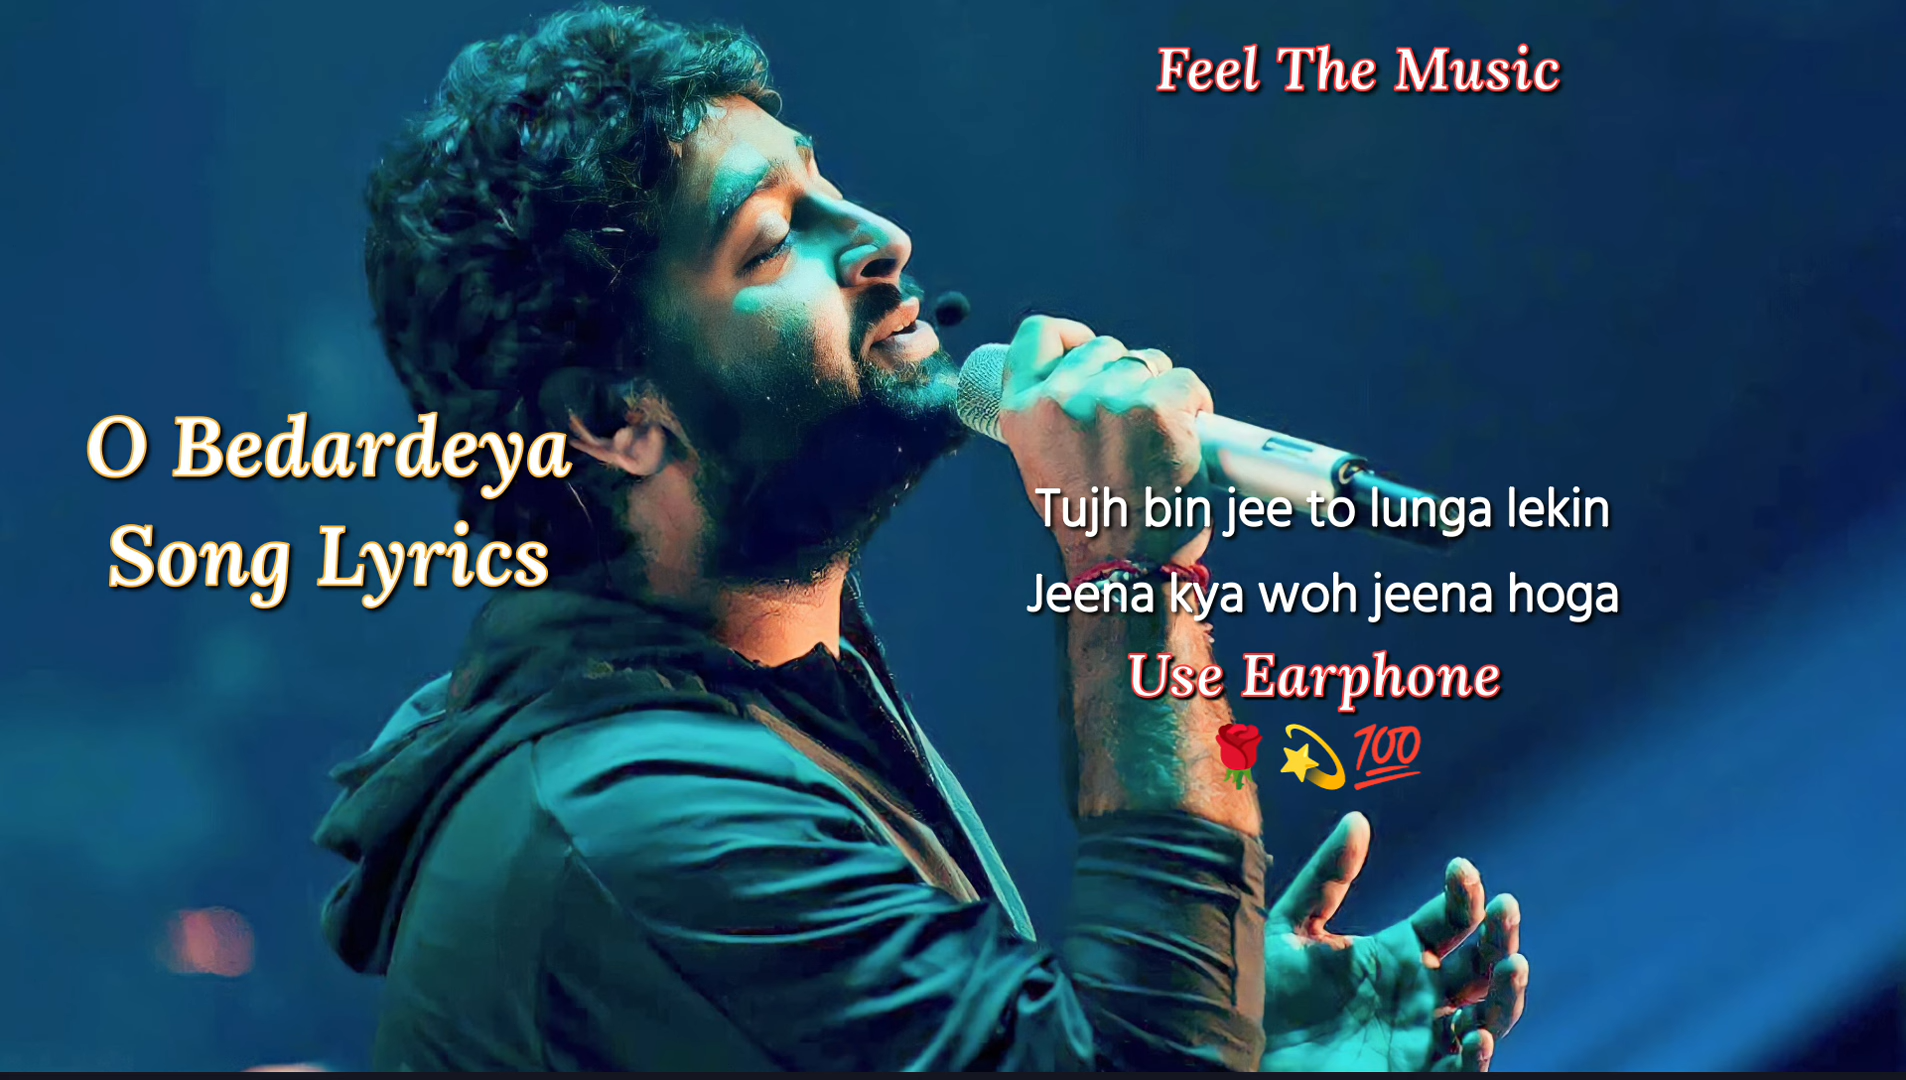 Feel The Music
O Bedardeya
Song Lyrics
Tujh bin jee to lunga lekin
Jeena kya woh jeena hoga
Use Earphone
🌹💫💯